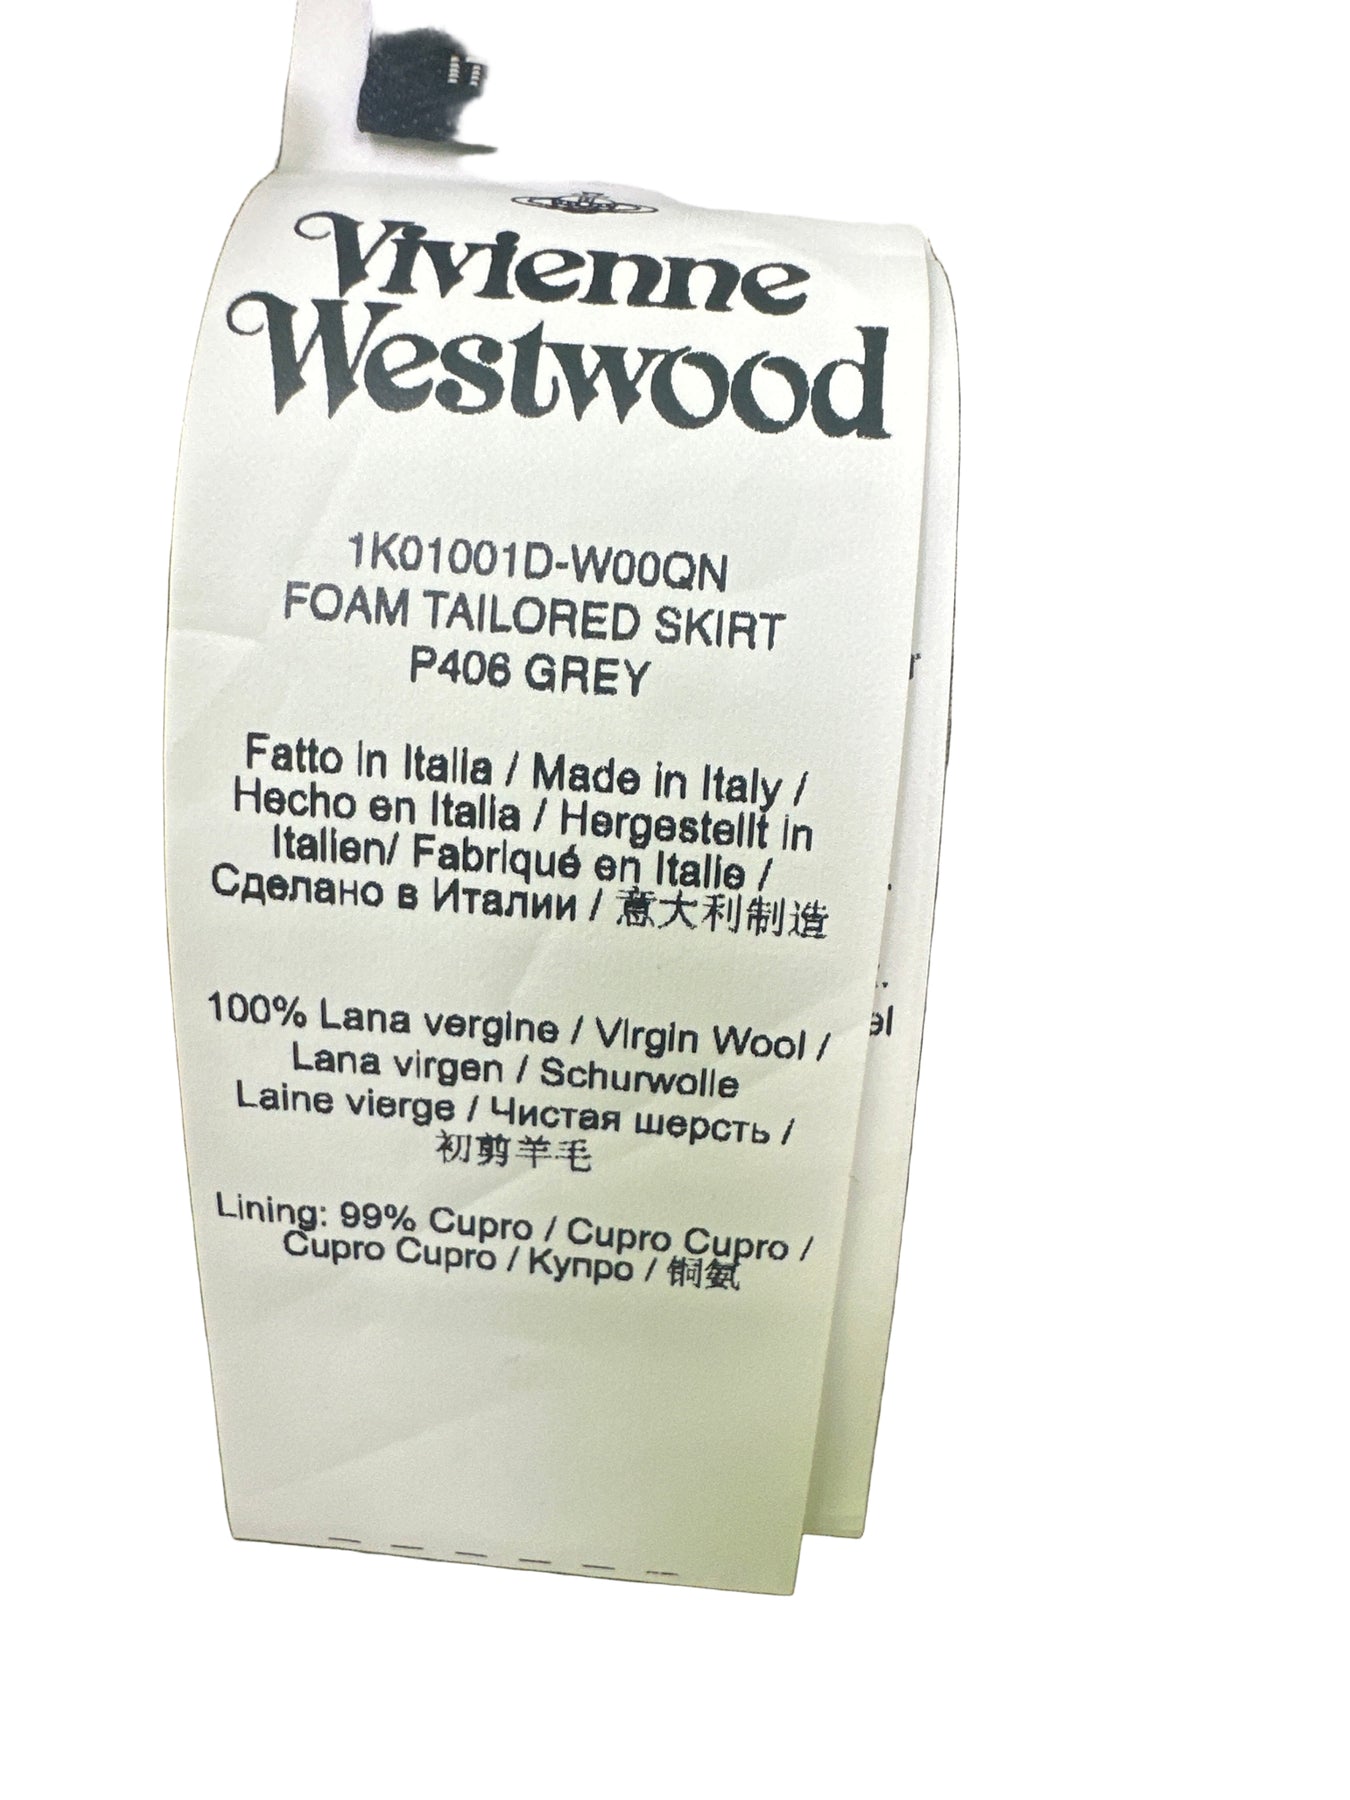 Vivienne
Westwood
1K01001D-W00QN
FOAM TAILORED SKIRT
P406 GREY
Fatto in Italia / Made in Italy /
Hecho en Italia / Hergestellt in
Italien/ Fabriqué en Italie /
Сделано в Италии / 意大利制造
100% Lana vergine / Virgin Wool /
Lana virgen / Schurwolle
Laine vierge / Чистая шерсть /
初剪羊毛
Lining: 99% Cupro / Cupro Cupro /
Cupro Cupro / Купро / 铜氨